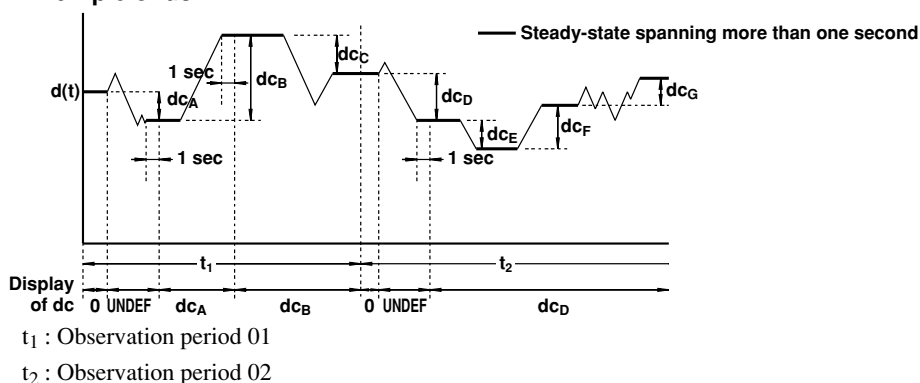 Steady-state spanning more than one second
d(t)
1 sec
dcA
dcB
dcC
dcD
dcE
dcF
dcG
1 sec
1 sec
t1
t2
Display
of dc
0 UNDEF dcA dcB 0 UNDEF dcD
t1 : Observation period 01
t2 : Observation period 02